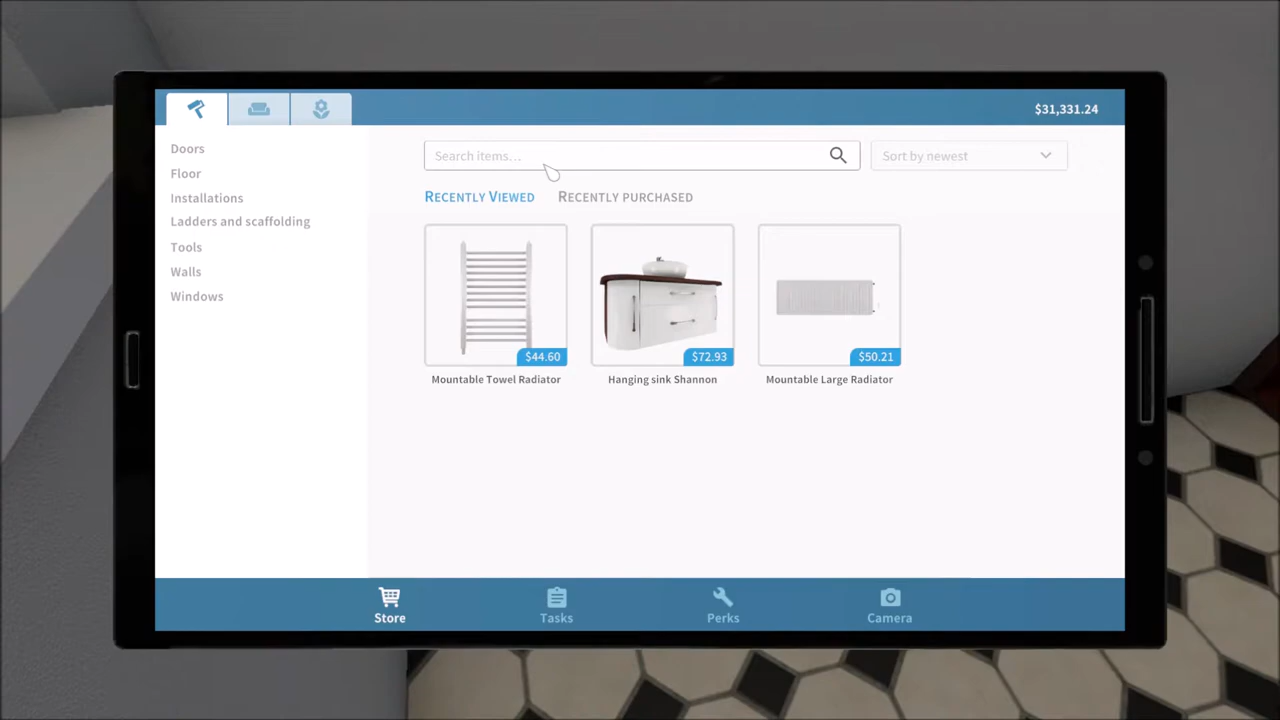 $31,331.24
Doors
Floor
Installations
Ladders and scaffolding
Tools
Walls
Windows
Search items...
Sort by newest
RECENTLY VIEWED
RECENTLY PURCHASED
$44.60
$72.93
$50.21
Mountable Towel Radiator
Hanging sink Shannon
Mountable Large Radiator
Store
Tasks
Perks
Camera